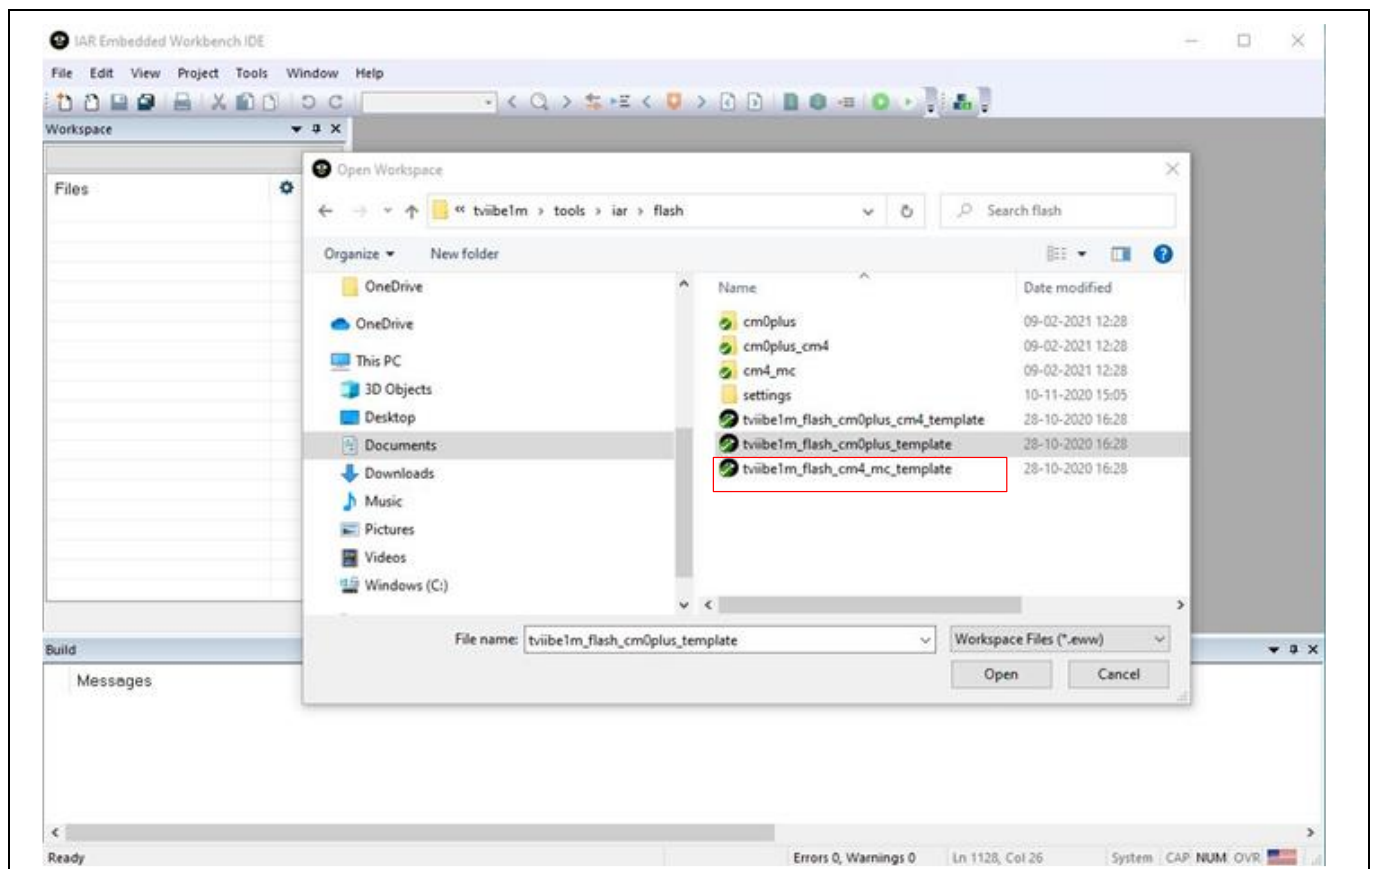 IAR Embedded Workbench IDE
File Edit View Project Tools Window Help
Workspace
Files
Open Workspace
« tviibe1m > tools > iar > flash
Search flash
Organize New folder
OneDrive
OneDrive
This PC
3D Objects
Desktop
Documents
Downloads
Music
Pictures
Videos
Windows (C:)
Name Date modified
cm0plus 09-02-2021 12:28
cm0plus_cm4 09-02-2021 12:28
cm4_mc 09-02-2021 12:28
settings 10-11-2020 15:05
tviibe1m_flash_cm0plus_cm4_template 28-10-2020 16:28
tviibe1m_flash_cm0plus_template 28-10-2020 16:28
tviibe1m_flash_cm4_mc_template 28-10-2020 16:28
File name: tviibe1m_flash_cm0plus_template Workspace Files (*.eww)
Open Cancel
Build
Messages
Ready Errors 0, Warnings 0 Ln 1128, Col 26 System CAP NUM OVR